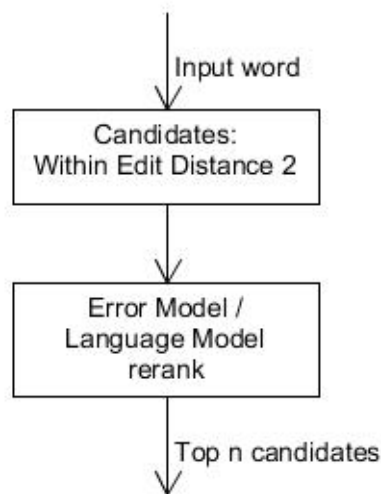 Input word
Candidates:
Within Edit Distance 2
Error Model /
Language Model
rerank
Top n candidates